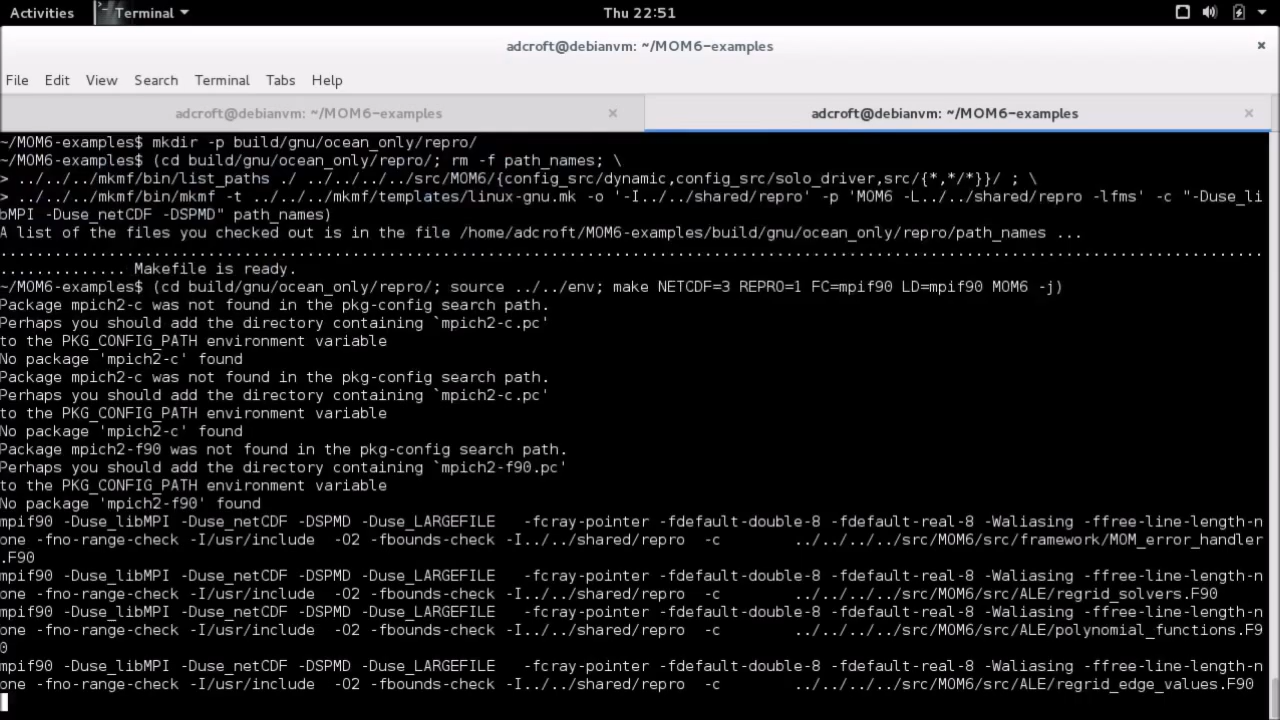 Activities Terminal Thu 22:51
adcroft@debianvm: ~/MOM6-examples
File Edit View Search Terminal Tabs Help
adcroft@debianvm: ~/MOM6-examples adcroft@debianvm: ~/MOM6-examples
~/MOM6-examples$ mkdir -p build/gnu/ocean_only/repro/
~/MOM6-examples$ (cd build/gnu/ocean_only/repro/; rm -f path_names; \
> ../../../mkmf/bin/list_paths ./ ../../../../src/MOM6/{config_src/dynamic,config_src/solo_driver,src/{*,*/*}}/ ; \
> ../../../mkmf/bin/mkmf -t ../../../mkmf/templates/linux-gnu.mk -o '-I../../shared/repro' -p 'MOM6 -L../../shared/repro -lfms' -c "-Duse_li
bMPI -Duse_netCDF -DSPMD" path_names)
A list of the files you checked out is in the file /home/adcroft/MOM6-examples/build/gnu/ocean_only/repro/path_names ...
............................................................................................................................................
.............. Makefile is ready.
~/MOM6-examples$ (cd build/gnu/ocean_only/repro/; source ../../env; make NETCDF=3 REPRO=1 FC=mpif90 LD=mpif90 MOM6 -j)
Package mpich2-c was not found in the pkg-config search path.
Perhaps you should add the directory containing `mpich2-c.pc'
to the PKG_CONFIG_PATH environment variable
No package 'mpich2-c' found
Package mpich2-c was not found in the pkg-config search path.
Perhaps you should add the directory containing `mpich2-c.pc'
to the PKG_CONFIG_PATH environment variable
No package 'mpich2-c' found
Package mpich2-f90 was not found in the pkg-config search path.
Perhaps you should add the directory containing `mpich2-f90.pc'
to the PKG_CONFIG_PATH environment variable
No package 'mpich2-f90' found
mpif90 -Duse_libMPI -Duse_netCDF -DSPMD -Duse_LARGEFILE   -fcray-pointer -fdefault-double-8 -fdefault-real-8 -Waliasing -ffree-line-length-n
one -fno-range-check -I/usr/include  -O2 -fbounds-check -I../../shared/repro  -c        ../../../../src/MOM6/src/framework/MOM_error_handler
.F90
mpif90 -Duse_libMPI -Duse_netCDF -DSPMD -Duse_LARGEFILE   -fcray-pointer -fdefault-double-8 -fdefault-real-8 -Waliasing -ffree-line-length-n
one -fno-range-check -I/usr/include  -O2 -fbounds-check -I../../shared/repro  -c        ../../../../src/MOM6/src/ALE/regrid_solvers.F90
mpif90 -Duse_libMPI -Duse_netCDF -DSPMD -Duse_LARGEFILE   -fcray-pointer -fdefault-double-8 -fdefault-real-8 -Waliasing -ffree-line-length-n
one -fno-range-check -I/usr/include  -O2 -fbounds-check -I../../shared/repro  -c        ../../../../src/MOM6/src/ALE/polynomial_functions.F9
0
mpif90 -Duse_libMPI -Duse_netCDF -DSPMD -Duse_LARGEFILE   -fcray-pointer -fdefault-double-8 -fdefault-real-8 -Waliasing -ffree-line-length-n
one -fno-range-check -I/usr/include  -O2 -fbounds-check -I../../shared/repro  -c        ../../../../src/MOM6/src/ALE/regrid_edge_values.F90